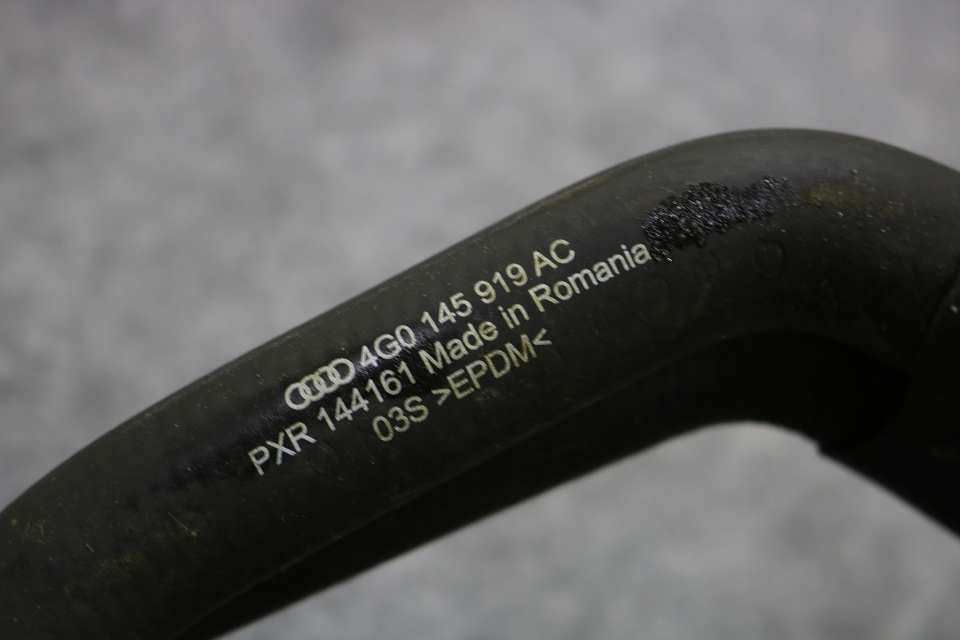 4G0 145 919 AC
PXR 144161 Made in Romania
03S >EPDM<